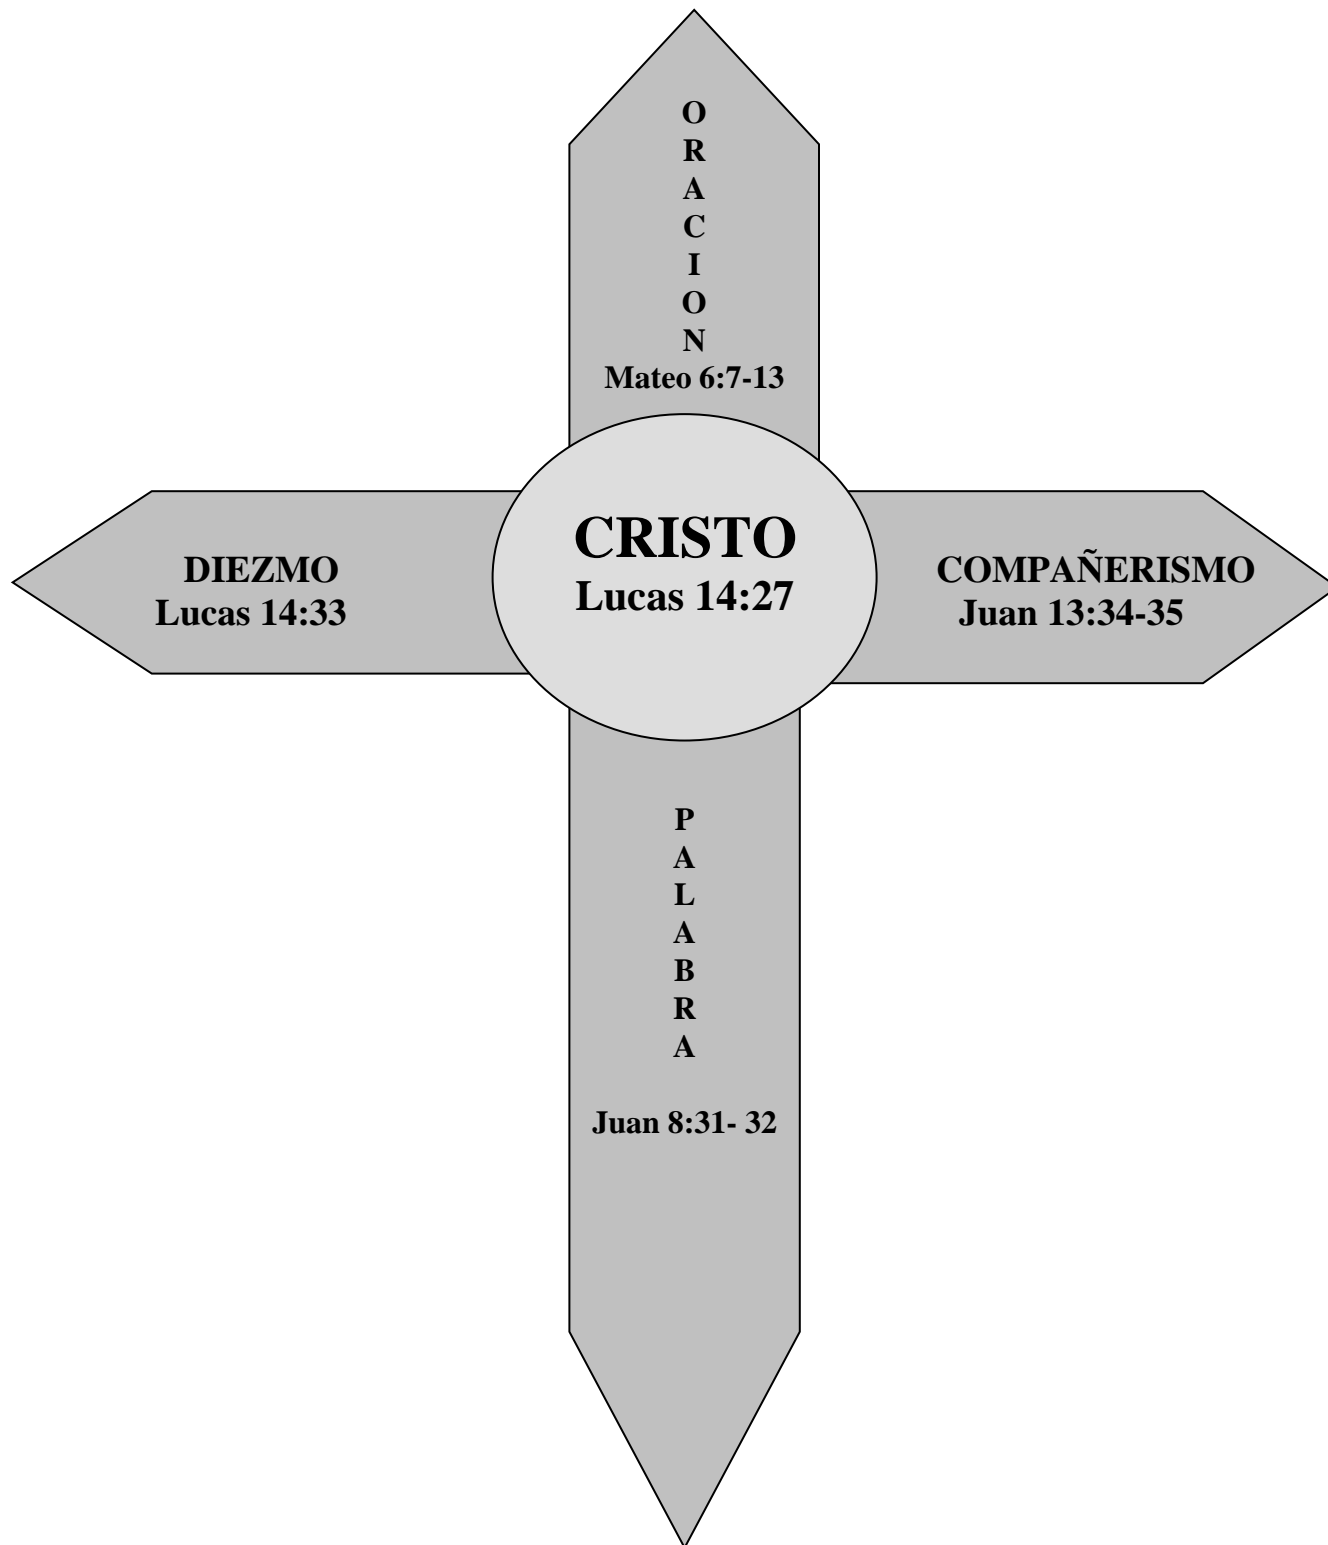 O
R
A
C
I
O
N
Mateo 6:7-13
CRISTO
Lucas 14:27
DIEZMO
Lucas 14:33
COMPAÑERISMO
Juan 13:34-35
P
A
L
A
B
R
A
Juan 8:31- 32